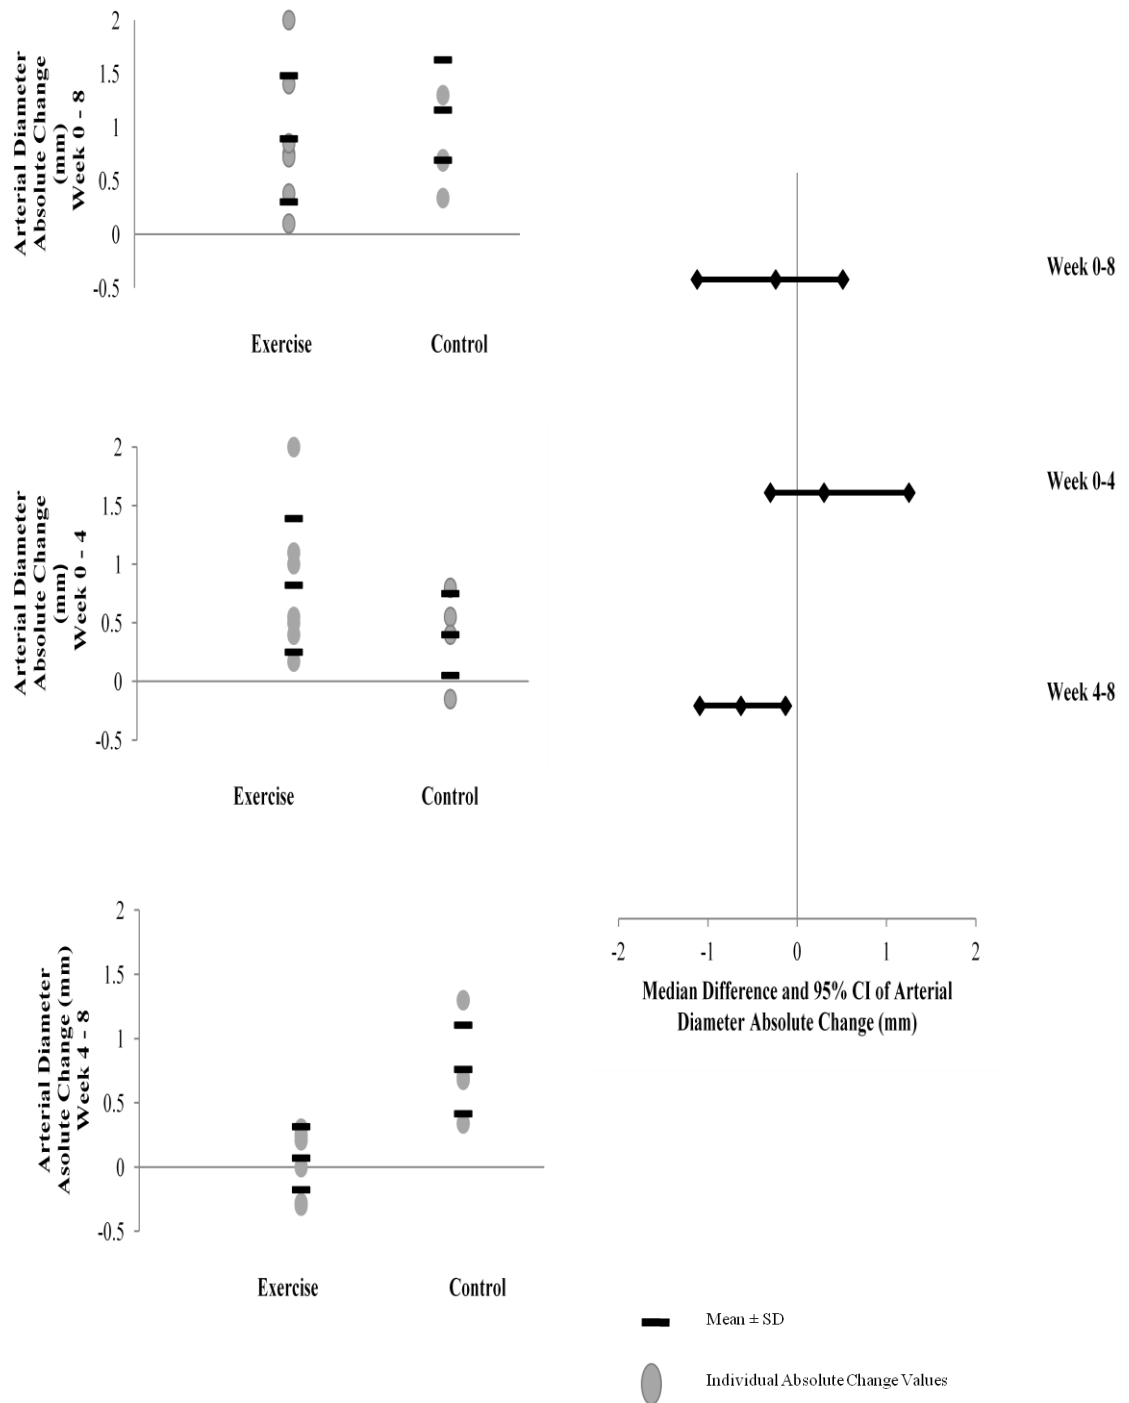 Arterial Diameter
Absolute Change
(mm)
Week 0 - 8
2
1.5
1
0.5
0
-0.5
Exercise
Control
Arterial Diameter
Absolute Change
(mm)
Week 0 - 4
2
1.5
1
0.5
0
-0.5
Exercise
Control
Arterial Diameter
Asolute Change (mm)
Week 4 - 8
2
1.5
1
0.5
0
-0.5
Exercise
Control
Week 0-8
Week 0-4
Week 4-8
-2
-1
0
1
2
Median Difference and 95% CI of Arterial
Diameter Absolute Change (mm)
Mean ± SD
Individual Absolute Change Values